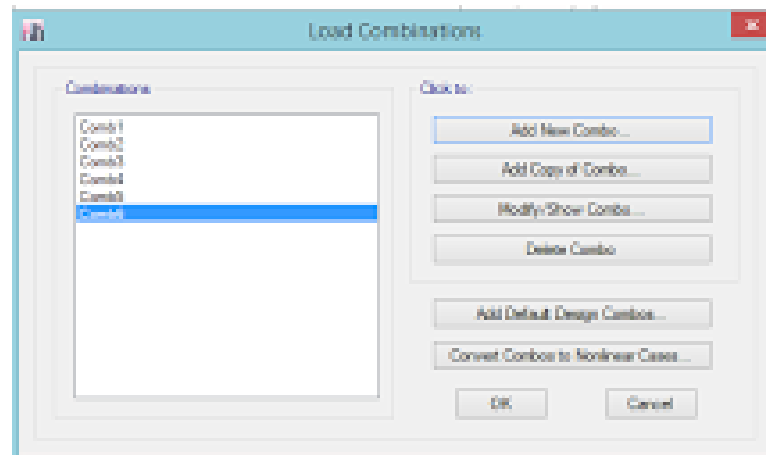 Load Combinations
Combinations
Click to:
Comb1
Comb2
Comb3
Comb4
Comb5
Comb6
Add New Combo...
Add Copy of Combo...
Modify/Show Combo...
Delete Combo
Add Default Design Combos...
Convert Combos to Nonlinear Cases...
OK
Cancel